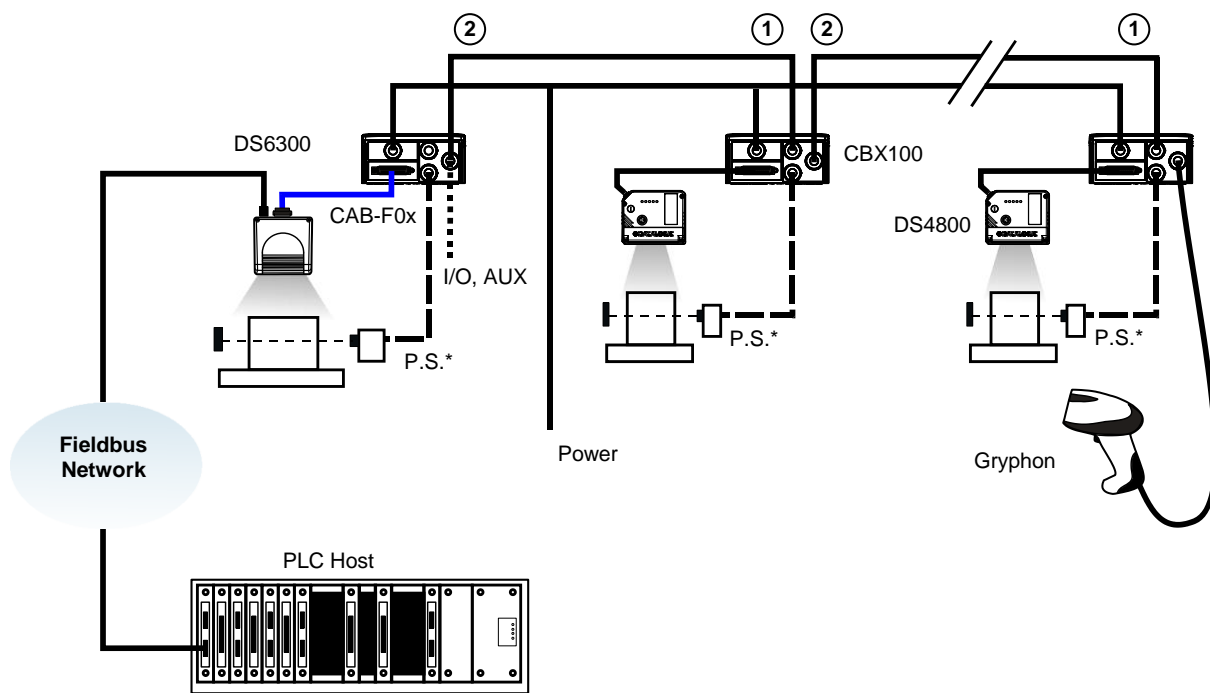 ② ① ② ①
DS6300
CBX100
CAB-F0x
DS4800
I/O, AUX
P.S.*
P.S.*
P.S.*
Fieldbus
Network
Power
Gryphon
PLC Host